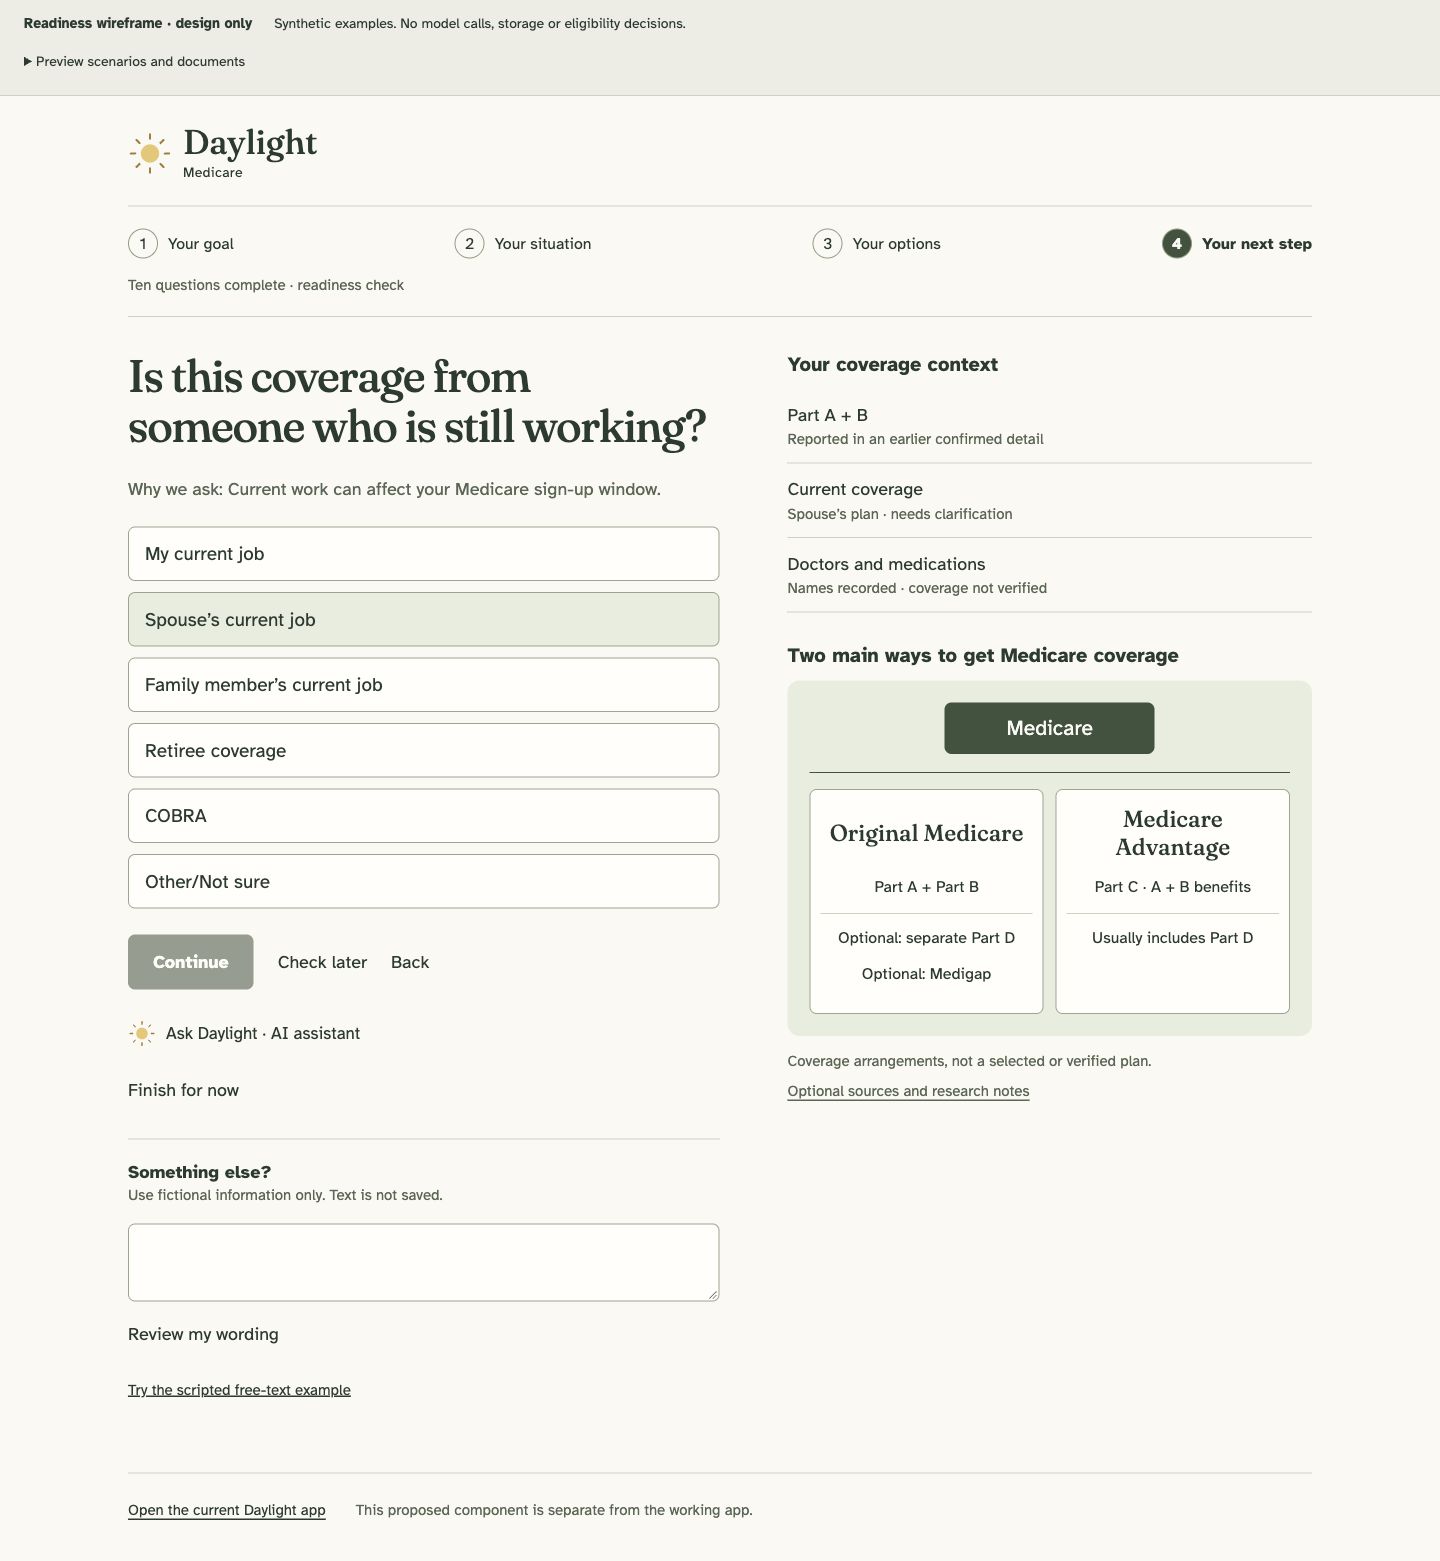 Readiness wireframe · design only
Synthetic examples. No model calls, storage or eligibility decisions.
▶ Preview scenarios and documents
Daylight
Medicare
1 Your goal
2 Your situation
3 Your options
4 Your next step
Ten questions complete · readiness check
Is this coverage from
someone who is still working?
Why we ask: Current work can affect your Medicare sign-up window.
My current job
Spouse’s current job
Family member’s current job
Retiree coverage
COBRA
Other/Not sure
Continue
Check later
Back
Ask Daylight · AI assistant
Finish for now
Something else?
Use fictional information only. Text is not saved.
Review my wording
Try the scripted free-text example
Your coverage context
Part A + B
Reported in an earlier confirmed detail
Current coverage
Spouse’s plan · needs clarification
Doctors and medications
Names recorded · coverage not verified
Two main ways to get Medicare coverage
Medicare
Original Medicare
Part A + Part B
Optional: separate Part D
Optional: Medigap
Medicare
Advantage
Part C · A + B benefits
Usually includes Part D
Coverage arrangements, not a selected or verified plan.
Optional sources and research notes
Open the current Daylight app
This proposed component is separate from the working app.